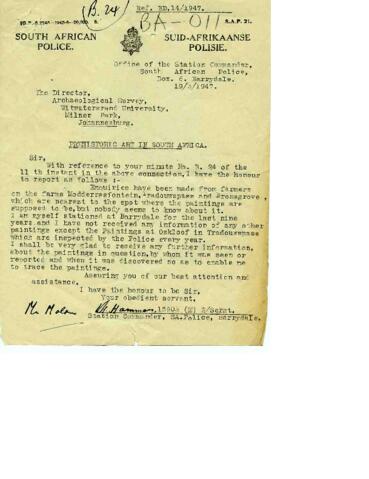 (B. 24) Ref. BD.14/1947.
BA-011
S.A.P. 21.
SOUTH AFRICAN POLICE.
SUID-AFRIKAANSE POLISIE.
Office of the Station Commander,
South African Police,
Box 6. Barrydale.
19/3/1947.
The Director,
Archaeological Survey,
Witwatersrand University,
Milner Park,
Johannesburg.
PREHISTORIC ART IN SOUTH AFRICA.
Sir,
With reference to your minute No. B. 24 of the
11th instant in the above connection, I have the honour
to report as follows :-
Enquiries have been made from farmers
on the farms Modderresfontein, Tradouwspass and
which are nearest to the spot where the paintings are
supposed to be, but nobody seems to know about it.
I am myself stationed at Barrydale for the last nine
years and I have not received any information of any other
paintings except the Paintings at Oakloof in Tradouwspass
which are inspected by the Police every year.
I shall be very glad to receive any further information,
about the paintings in question, by whom it was seen or
reported and when it was discovered so as to enable me
to trace the paintings.
Assuring you of our best attention and
assistance.
I have the honour to be Sir,
Your obedient servant,
Mr Malan
(M) 2/Sergt.
Station Commander, SA.Police, Barrydale.